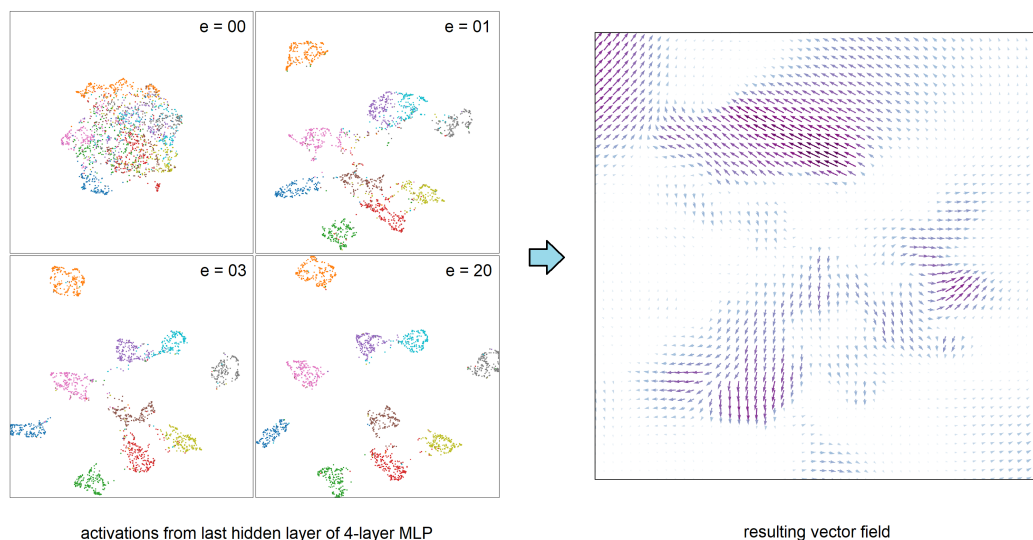 e = 00
e = 01
e = 03
e = 20
activations from last hidden layer of 4-layer MLP
resulting vector field